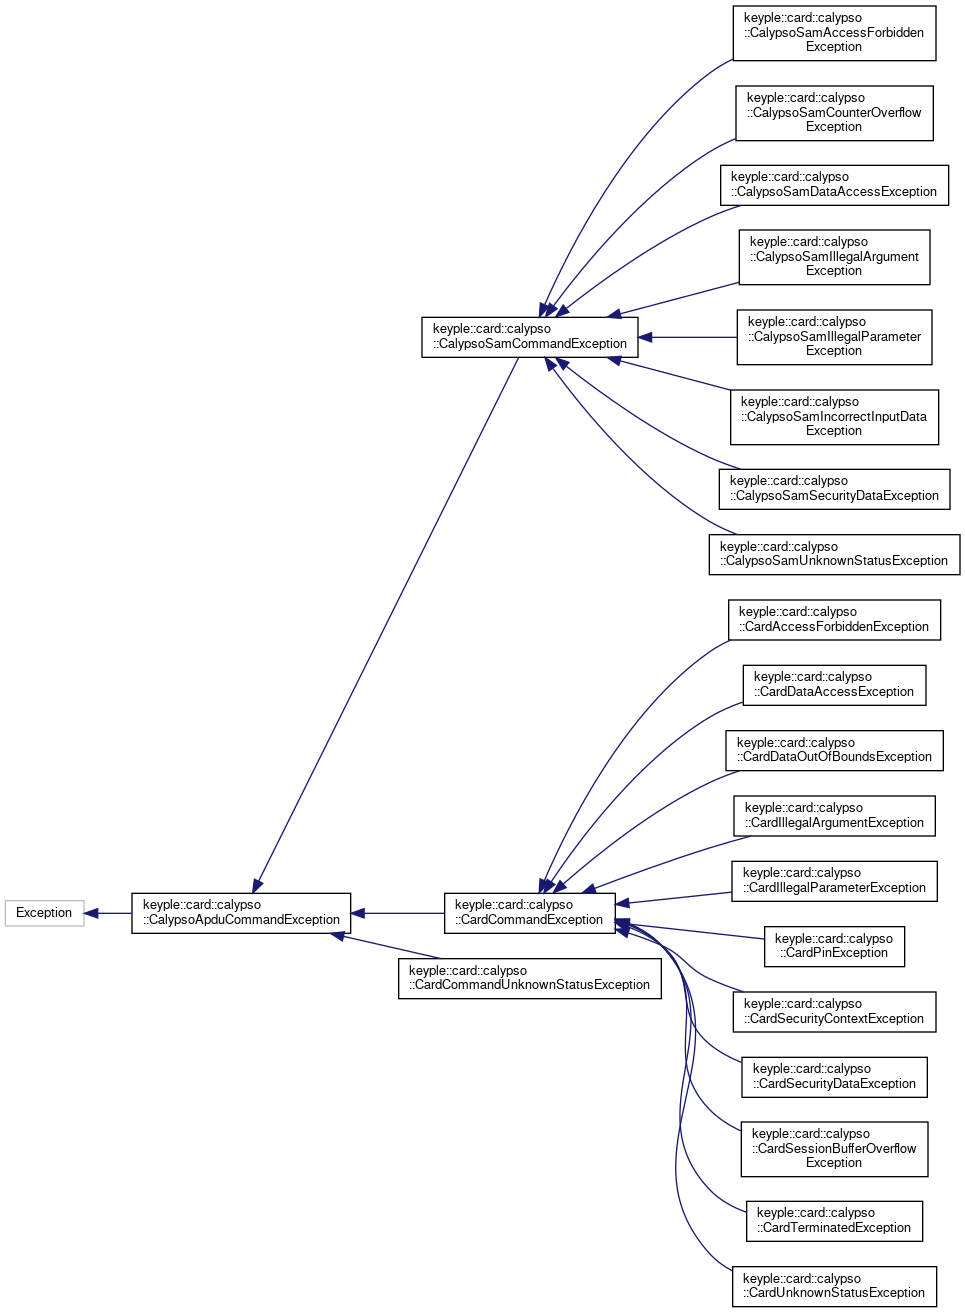 keyple::card::calypso
::CalypsoSamAccessForbidden
Exception
keyple::card::calypso
::CalypsoSamCounterOverflow
Exception
keyple::card::calypso
::CalypsoSamDataAccessException
keyple::card::calypso
::CalypsoSamIllegalArgument
Exception
keyple::card::calypso
::CalypsoSamCommandException
keyple::card::calypso
::CalypsoSamIllegalParameter
Exception
keyple::card::calypso
::CalypsoSamIncorrectInputData
Exception
keyple::card::calypso
::CalypsoSamSecurityDataException
keyple::card::calypso
::CalypsoSamUnknownStatusException
keyple::card::calypso
::CardAccessForbiddenException
keyple::card::calypso
::CardDataAccessException
keyple::card::calypso
::CardDataOutOfBoundsException
keyple::card::calypso
::CardIllegalArgumentException
keyple::card::calypso
::CardIllegalParameterException
Exception
keyple::card::calypso
::CalypsoApduCommandException
keyple::card::calypso
::CardCommandException
keyple::card::calypso
::CardCommandUnknownStatusException
keyple::card::calypso
::CardPinException
keyple::card::calypso
::CardSecurityContextException
keyple::card::calypso
::CardSecurityDataException
keyple::card::calypso
::CardSessionBufferOverflow
Exception
keyple::card::calypso
::CardTerminatedException
keyple::card::calypso
::CardUnknownStatusException